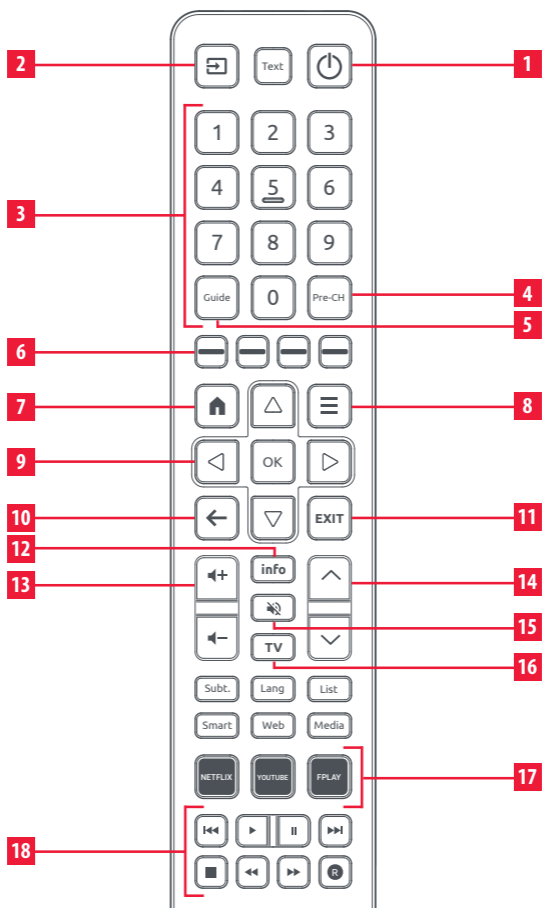 2
Text
1
1 2 3
4 5 6
3
7 8 9
Guide 0 Pre-CH
4
5
6
7
8
9
OK
10
EXIT
11
12
info
13
14
15
TV
16
Subt. Lang List
Smart Web Media
NETFLIX YOUTUBE FPLAY
17
18
R